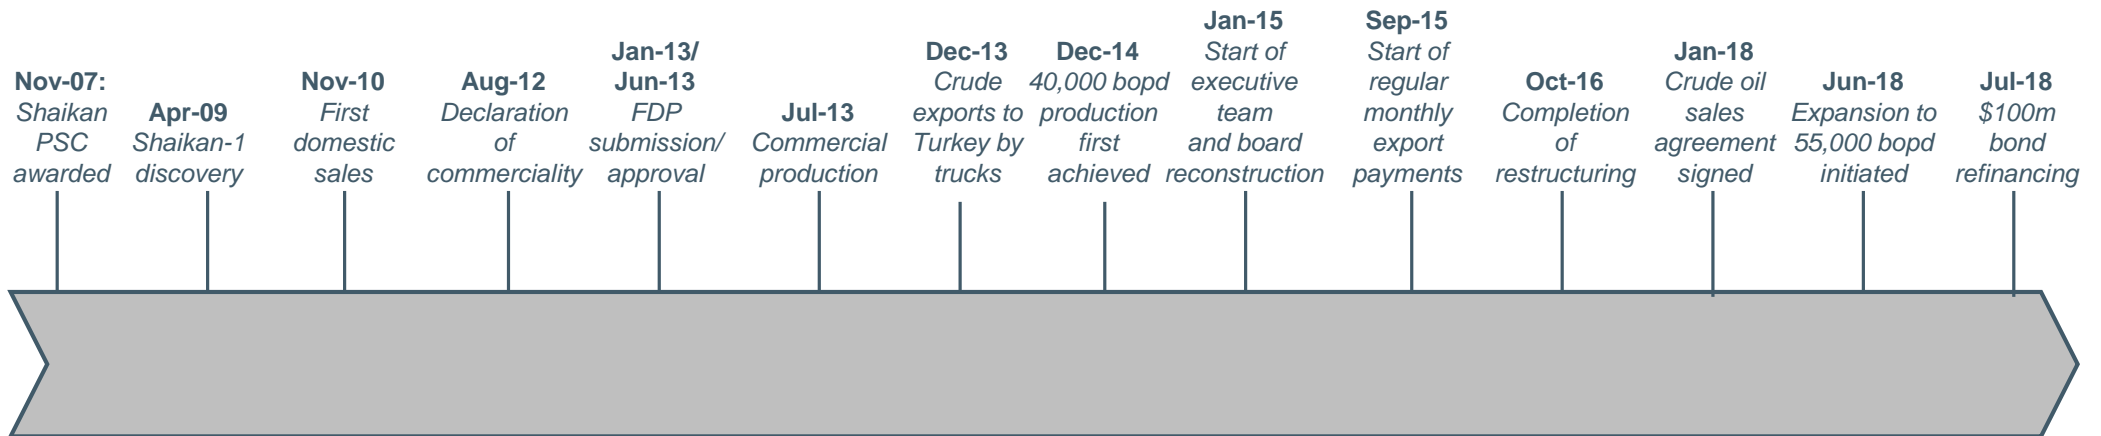 Nov-07:
Shaikan
PSC
awarded
Apr-09
Shaikan-1
discovery
Nov-10
First
domestic
sales
Aug-12
Declaration
of
commerciality
Jan-13/
Jun-13
FDP
submission/
approval
Jul-13
Commercial
production
Dec-13
Crude
exports to
Turkey by
trucks
Dec-14
40,000 bopd
production
first
achieved
Jan-15
Start of
executive
team
and board
reconstruction
Sep-15
Start of
regular
monthly
export
payments
Oct-16
Completion
of
restructuring
Jan-18
Crude oil
sales
agreement
signed
Jun-18
Expansion to
55,000 bopd
initiated
Jul-18
$100m
bond
refinancing